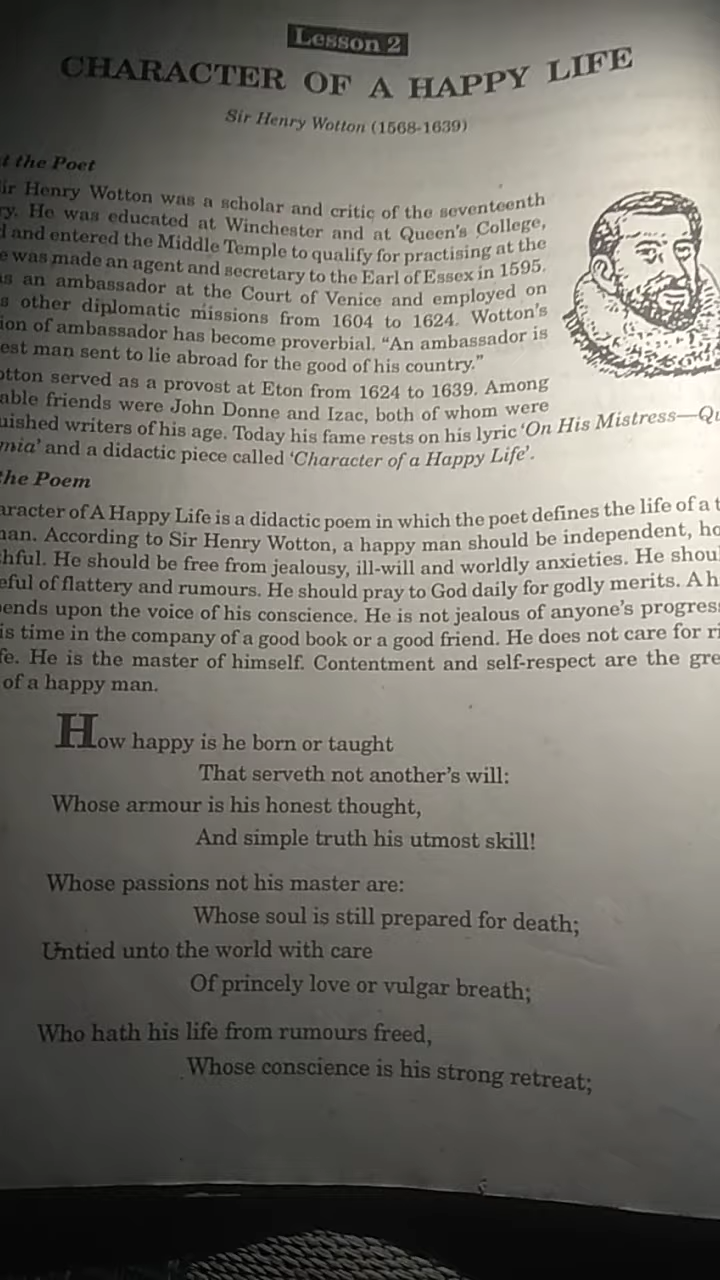 Lesson 2
CHARACTER OF A HAPPY LIFE
Sir Henry Wotton (1568-1639)
t the Poet
ir Henry Wotton was a scholar and critic of the seventeenth
ry. He was educated at Winchester and at Queen's College,
d and entered the Middle Temple to qualify for practising at the
e was made an agent and secretary to the Earl of Essex in 1595.
as an ambassador at the Court of Venice and employed on
s other diplomatic missions from 1604 to 1624. Wotton's
ion of ambassador has become proverbial. "An ambassador is
est man sent to lie abroad for the good of his country."
otton served as a provost at Eton from 1624 to 1639. Among
able friends were John Donne and Izac, both of whom were
uished writers of his age. Today his fame rests on his lyric 'On His Mistress—Qu
mia' and a didactic piece called 'Character of a Happy Life'.
the Poem
aracter of A Happy Life is a didactic poem in which the poet defines the life of a t
nan. According to Sir Henry Wotton, a happy man should be independent, ho
hful. He should be free from jealousy, ill-will and worldly anxieties. He shoul
eful of flattery and rumours. He should pray to God daily for godly merits. A h
ends upon the voice of his conscience. He is not jealous of anyone's progress
is time in the company of a good book or a good friend. He does not care for ri
fe. He is the master of himself. Contentment and self-respect are the gre
of a happy man.
How happy is he born or taught
That serveth not another's will:
Whose armour is his honest thought,
And simple truth his utmost skill!
Whose passions not his master are:
Whose soul is still prepared for death;
Untied unto the world with care
Of princely love or vulgar breath;
Who hath his life from rumours freed,
Whose conscience is his strong retreat;